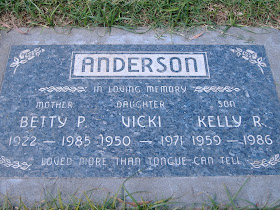 ANDERSON
IN LOVING MEMORY
MOTHER DAUGHTER SON
BETTY P. VICKI KELLY R.
1922 — 1985 1950 — 1971 1959 — 1986
LOVED MORE THAN TONGUE CAN TELL